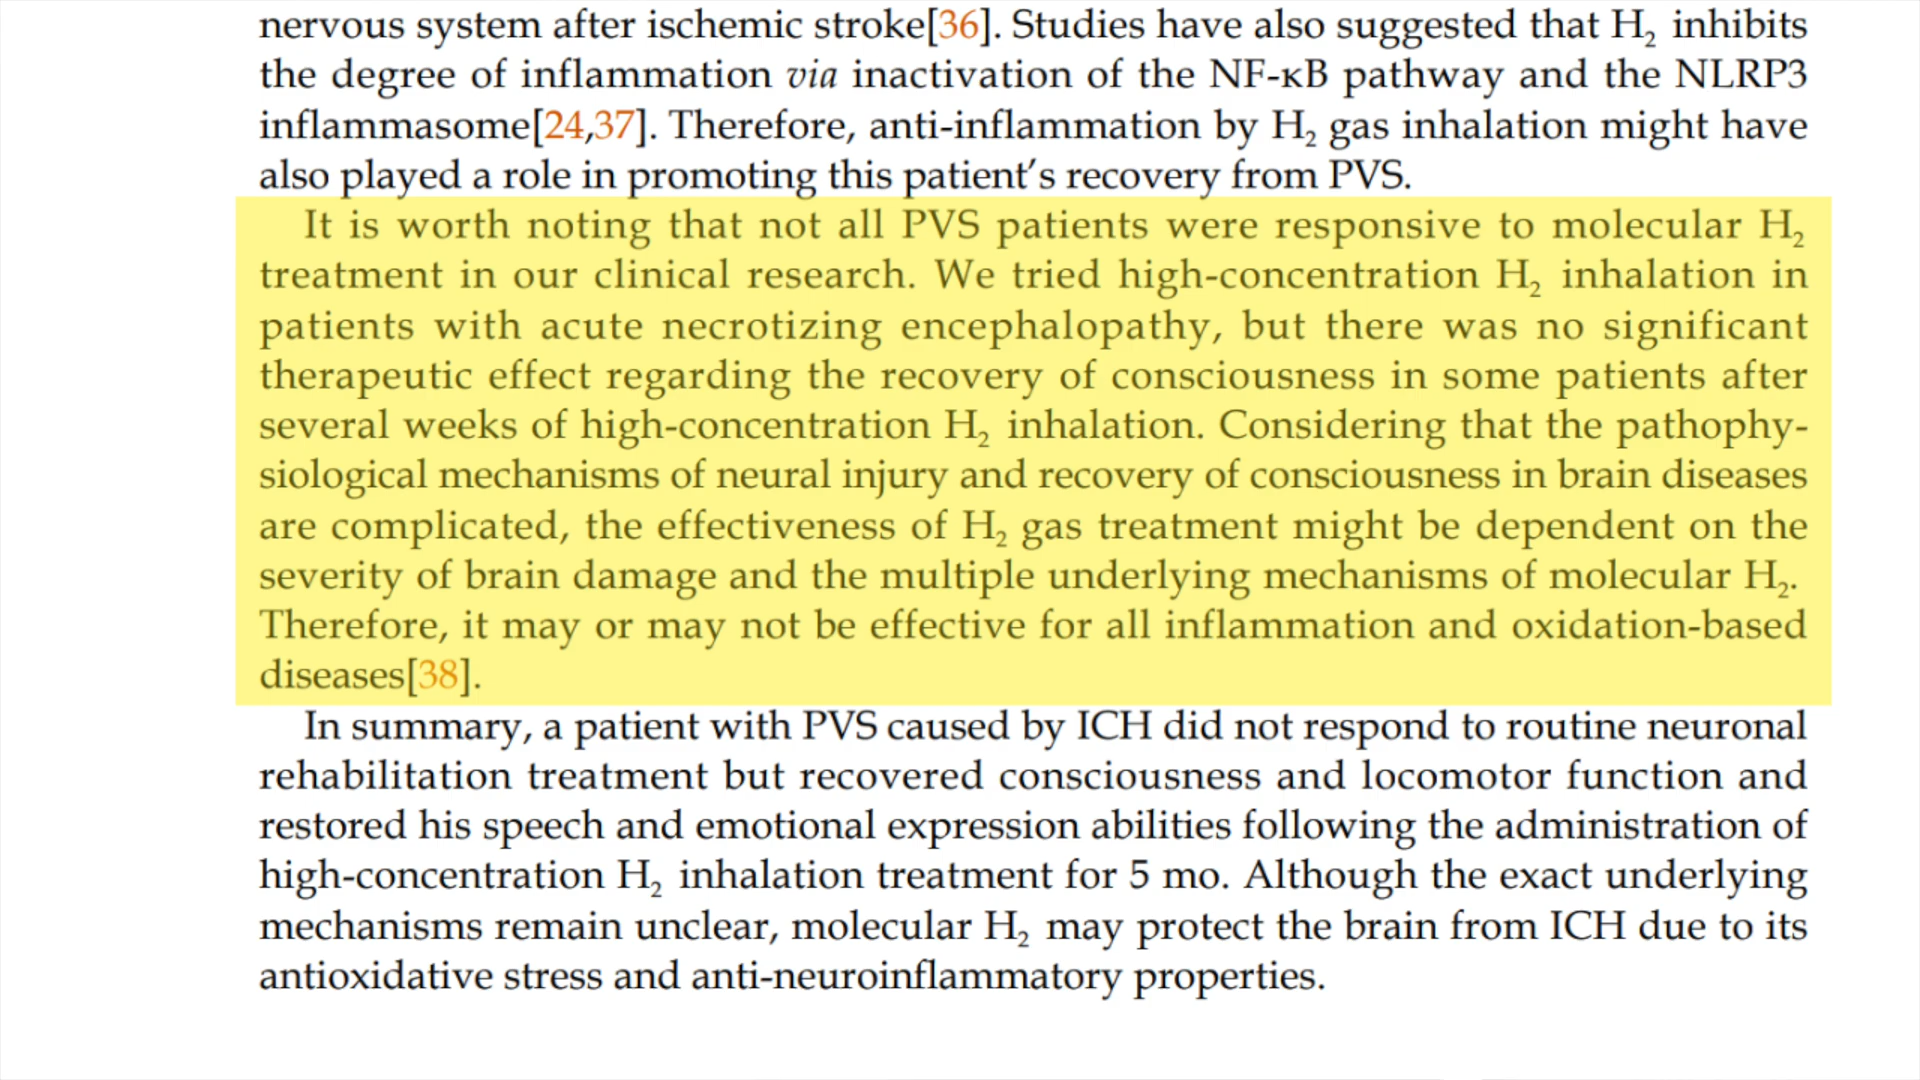 nervous system after ischemic stroke[36]. Studies have also suggested that H₂ inhibits
the degree of inflammation via inactivation of the NF-κB pathway and the NLRP3
inflammasome[24,37]. Therefore, anti-inflammation by H₂ gas inhalation might have
also played a role in promoting this patient's recovery from PVS.
It is worth noting that not all PVS patients were responsive to molecular H₂
treatment in our clinical research. We tried high-concentration H₂ inhalation in
patients with acute necrotizing encephalopathy, but there was no significant
therapeutic effect regarding the recovery of consciousness in some patients after
several weeks of high-concentration H₂ inhalation. Considering that the pathophy-
siological mechanisms of neural injury and recovery of consciousness in brain diseases
are complicated, the effectiveness of H₂ gas treatment might be dependent on the
severity of brain damage and the multiple underlying mechanisms of molecular H₂.
Therefore, it may or may not be effective for all inflammation and oxidation-based
diseases[38].
In summary, a patient with PVS caused by ICH did not respond to routine neuronal
rehabilitation treatment but recovered consciousness and locomotor function and
restored his speech and emotional expression abilities following the administration of
high-concentration H₂ inhalation treatment for 5 mo. Although the exact underlying
mechanisms remain unclear, molecular H₂ may protect the brain from ICH due to its
antioxidative stress and anti-neuroinflammatory properties.